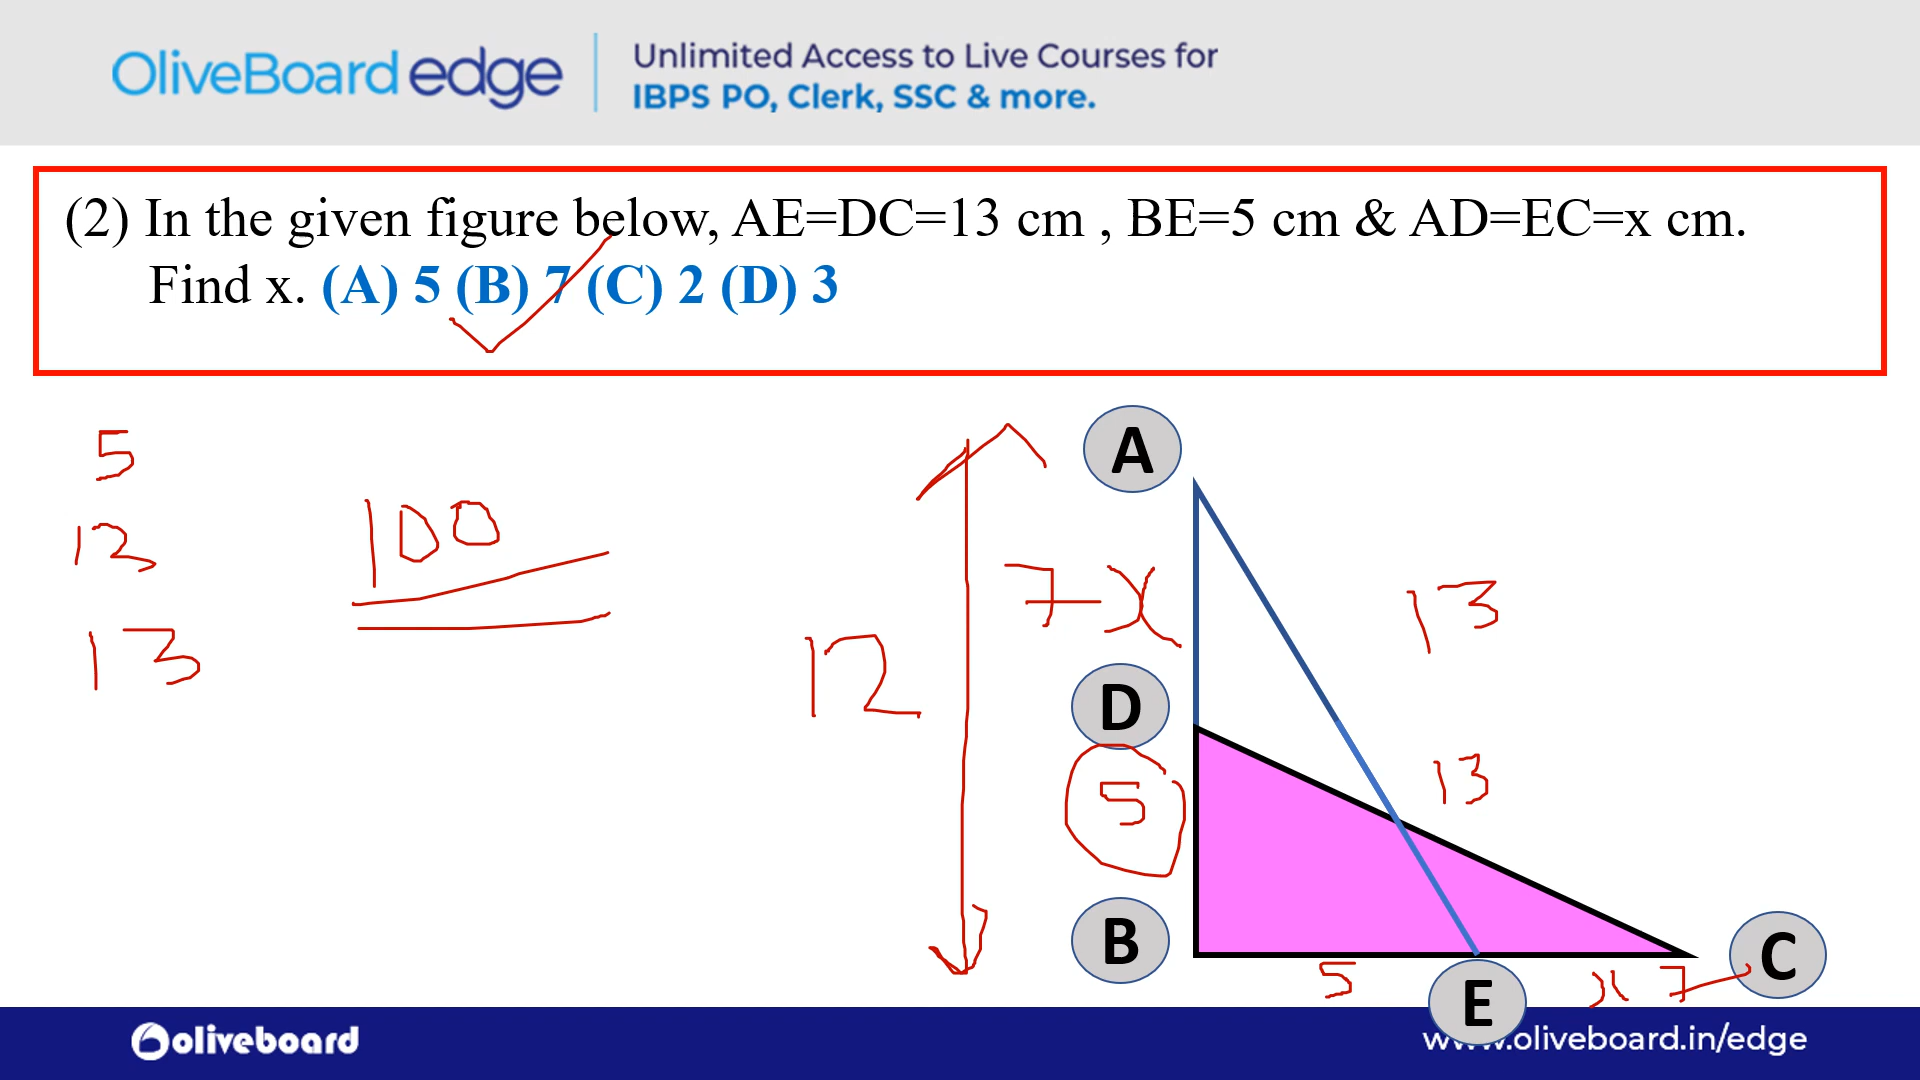 OliveBoard edge
Unlimited Access to Live Courses for
IBPS PO, Clerk, SSC & more.
(2) In the given figure below, AE=DC=13 cm , BE=5 cm & AD=EC=x cm.
Find x. (A) 5 (B) 7 (C) 2 (D) 3
5
12
13
100
12
7-x
A
D
5
B
13
13
5
E
x 7
C
oliveboard
www.oliveboard.in/edge